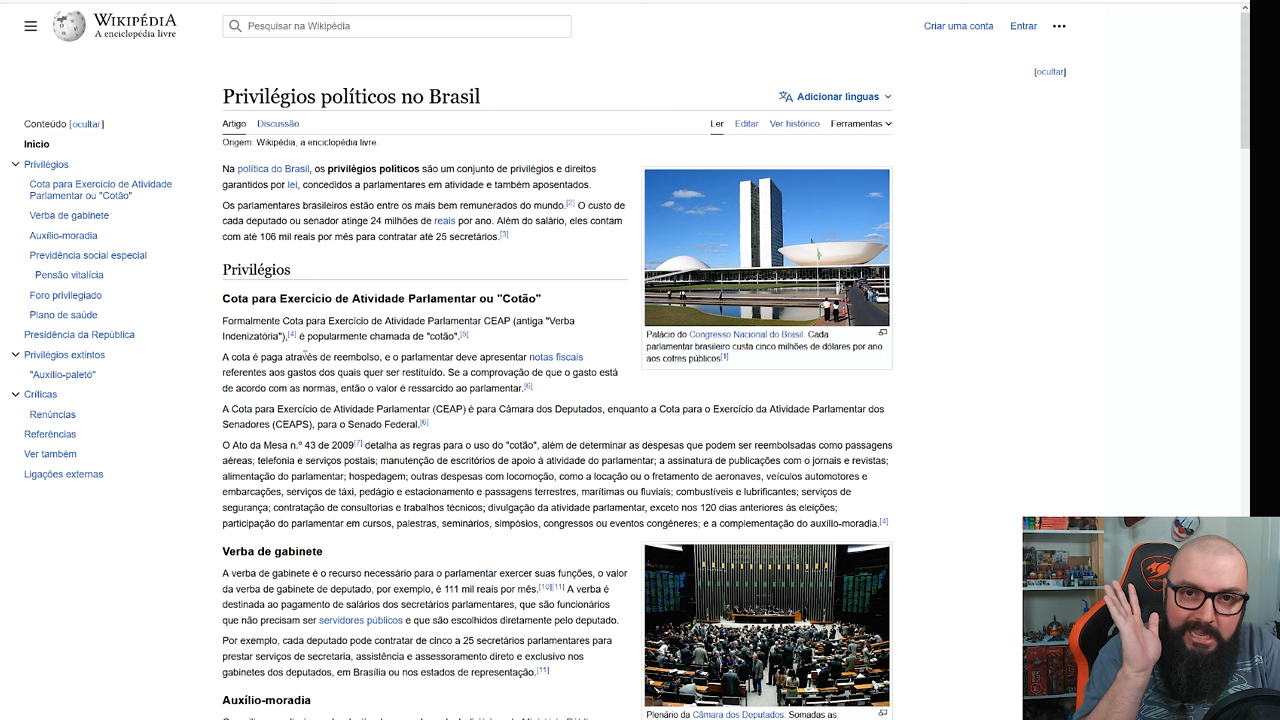 WIKIPÉDIA
A enciclopédia livre
Pesquisar na Wikipédia
Criar uma conta
Entrar
[ocultar]
Privilégios políticos no Brasil
Adicionar línguas
Conteúdo [ocultar]
Início
Privilégios
Cota para Exercício de Atividade
Parlamentar ou "Cotão"
Verba de gabinete
Auxílio-moradia
Previdência social especial
Pensão vitalícia
Foro privilegiado
Plano de saúde
Presidência da República
Privilégios extintos
"Auxílio-paletó"
Críticas
Renúncias
Referências
Ver também
Ligações externas
Artigo
Discussão
Ler
Editar
Ver histórico
Ferramentas
Origem: Wikipédia, a enciclopédia livre.
Na política do Brasil, os privilégios políticos são um conjunto de privilégios e direitos
garantidos por lei, concedidos a parlamentares em atividade e também aposentados.
Os parlamentares brasileiros estão entre os mais bem remunerados do mundo.[2] O custo de
cada deputado ou senador atinge 24 milhões de reais por ano. Além do salário, eles contam
com até 106 mil reais por mês para contratar até 25 secretários.[3]
Palácio do Congresso Nacional do Brasil. Cada
parlamentar brasileiro custa cinco milhões de dólares por ano
aos cofres públicos[1]
Privilégios
Cota para Exercício de Atividade Parlamentar ou "Cotão"
Formalmente Cota para Exercício de Atividade Parlamentar CEAP (antiga "Verba
Indenizatória"),[4] é popularmente chamada de "cotão".[5]
A cota é paga através de reembolso, e o parlamentar deve apresentar notas fiscais
referentes aos gastos dos quais quer ser restituído. Se a comprovação de que o gasto está
de acordo com as normas, então o valor é ressarcido ao parlamentar.[6]
A Cota para Exercício de Atividade Parlamentar (CEAP) é para Câmara dos Deputados, enquanto a Cota para o Exercício da Atividade Parlamentar dos
Senadores (CEAPS), para o Senado Federal.[6]
O Ato da Mesa n.º 43 de 2009[7] detalha as regras para o uso do "cotão", além de determinar as despesas que podem ser reembolsadas como passagens
aéreas; telefonia e serviços postais; manutenção de escritórios de apoio à atividade do parlamentar; a assinatura de publicações com o jornais e revistas;
alimentação do parlamentar; hospedagem; outras despesas com locomoção, como a locação ou o fretamento de aeronaves, veículos automotores e
embarcações, serviços de táxi, pedágio e estacionamento e passagens terrestres, marítimas ou fluviais; combustíveis e lubrificantes; serviços de
segurança; contratação de consultorias e trabalhos técnicos; divulgação da atividade parlamentar, exceto nos 120 dias anteriores às eleições;
participação do parlamentar em cursos, palestras, seminários, simpósios, congressos ou eventos congêneres; e a complementação do auxílio-moradia.[4]
Verba de gabinete
A verba de gabinete é o recurso necessário para o parlamentar exercer suas funções, o valor
da verba de gabinete de deputado, por exemplo, é 111 mil reais por mês.[10][11] A verba é
destinada ao pagamento de salários dos secretários parlamentares, que são funcionários
que não precisam ser servidores públicos e que são escolhidos diretamente pelo deputado.
Por exemplo, cada deputado pode contratar de cinco a 25 secretários parlamentares para
prestar serviços de secretaria, assistência e assessoramento direto e exclusivo nos
gabinetes dos deputados, em Brasília ou nos estados de representação.[11]
Plenário da Câmara dos Deputados. Somadas as
Auxílio-moradia